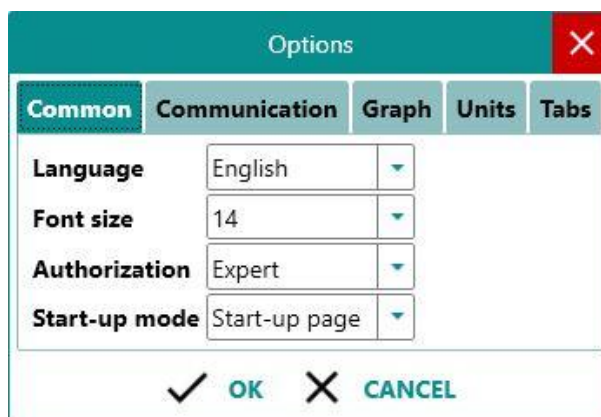 Options
Common Communication Graph Units Tabs
Language English
Font size 14
Authorization Expert
Start-up mode Start-up page
OK CANCEL